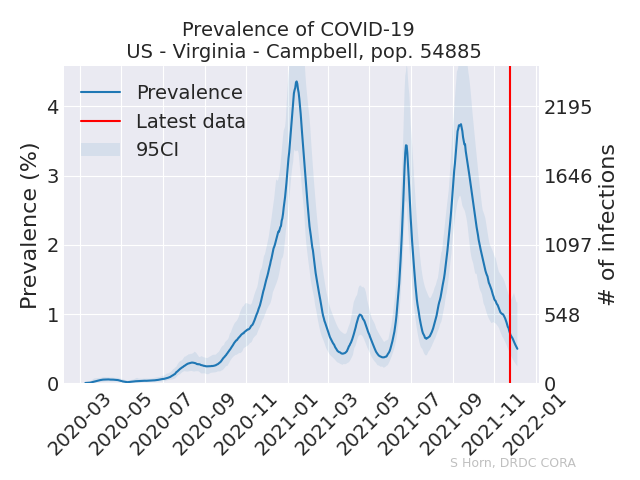 Prevalence of COVID-19
US - Virginia - Campbell, pop. 54885
Prevalence
Latest data
95CI
Prevalence (%)
4
3
2
1
0
# of infections
2195
1646
1097
548
0
2020-03
2020-05
2020-07
2020-09
2020-11
2021-01
2021-03
2021-05
2021-07
2021-09
2021-11
2022-01
S Horn, DRDC CORA